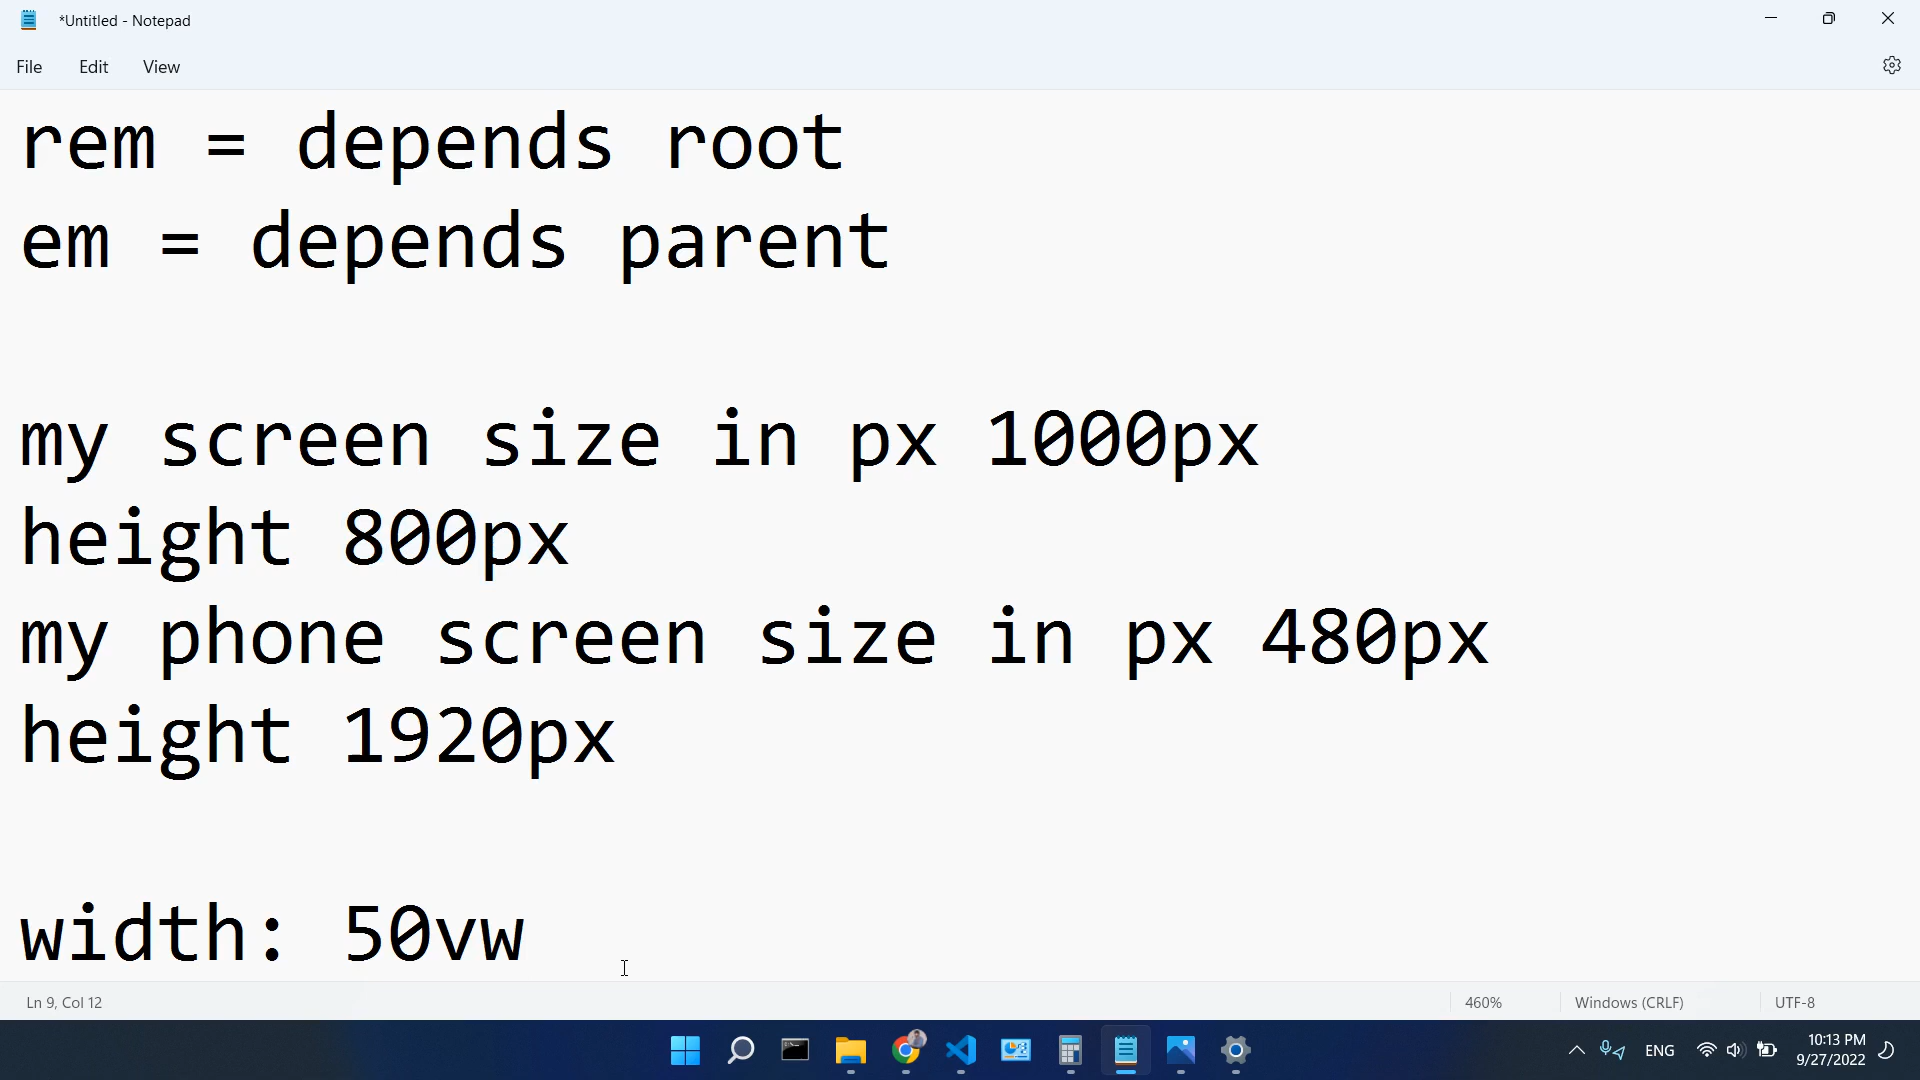 *Untitled - Notepad
File Edit View
rem = depends root
em = depends parent
my screen size in px 1000px
height 800px
my phone screen size in px 480px
height 1920px
width: 50vw
Ln 9, Col 12 460% Windows (CRLF) UTF-8
ENG 10:13 PM
9/27/2022